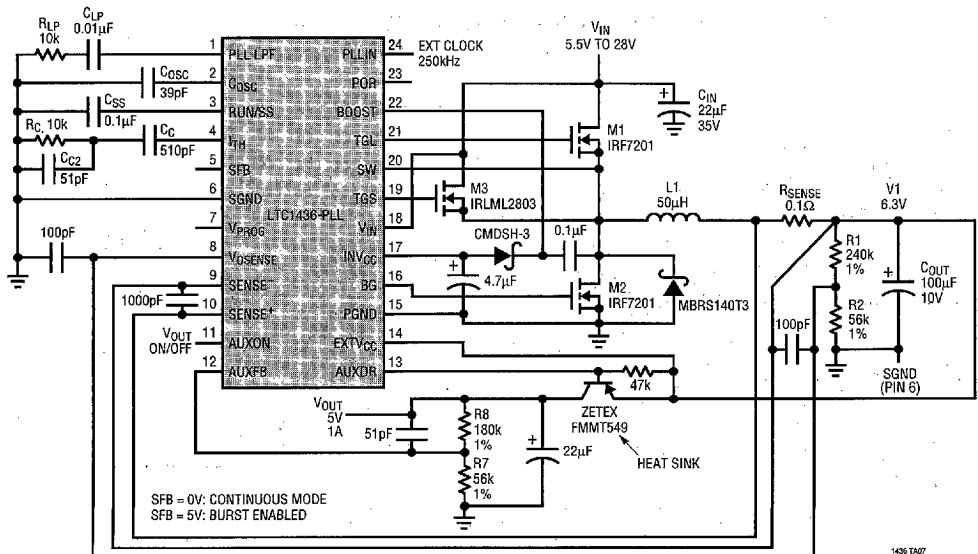 RLP
10k
CLP
0.01µF
COSC
39pF
CSS
0.1µF
RC 10k
CC
510pF
CC2
51pF
100pF
1000pF
VOUT
ON/OFF
1 PLL LPF
2 COSC
3 RUN/SS
4 ITH
5 SFB
6 SGND
7 VPROG
8 VOSENSE
9 SENSE⁻
10 SENSE⁺
11 AUXON
12 AUXFB
LTC1436-PLL
PLLIN 24
POR 23
BOOST 22
TGL 21
SW 20
TGS 19
VIN 18
INVCC 17
BG 16
PGND 15
EXTVCC 14
AUXDR 13
EXT CLOCK
250kHz
VIN
5.5V TO 28V
+
CIN
22µF
35V
M1
IRF7201
M3
IRLML2803
CMDSH-3
0.1µF
+
4.7µF
M2
IRF7201
MBRS140T3
L1
50µH
RSENSE
0.1Ω
V1
6.3V
R1
240k
1%
R2
56k
1%
100pF
+
COUT
100µF
10V
SGND
(PIN 6)
47k
ZETEX
FMMT549
HEAT SINK
VOUT
5V
1A
51pF
R8
180k
1%
R7
56k
1%
+
22µF
SFB = 0V: CONTINUOUS MODE
SFB = 5V: BURST ENABLED
1436 TA07